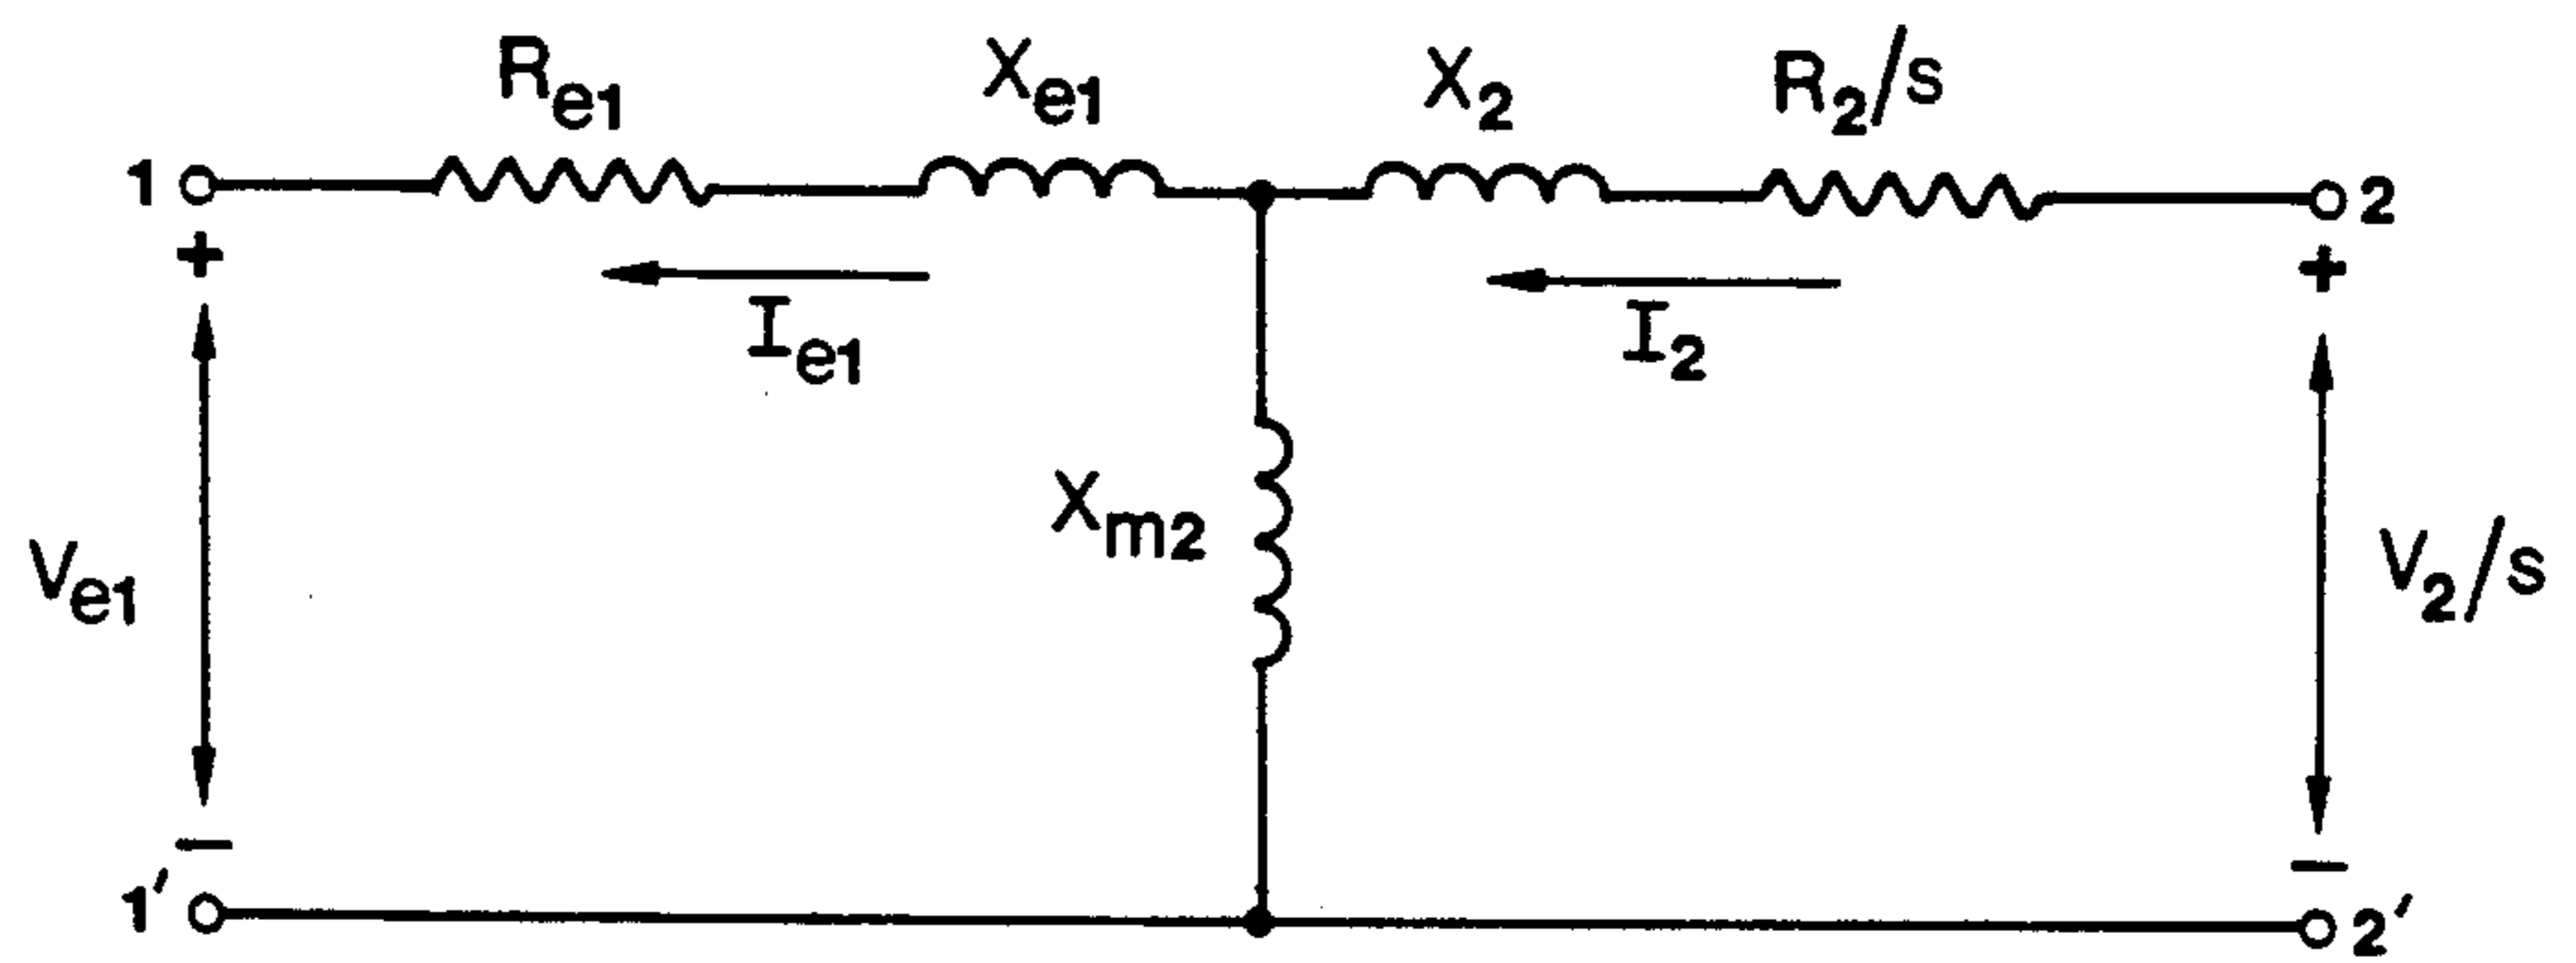 R_e1 X_e1 X_2 R_2/s
1 2
+ +
I_e1 I_2
X_m2
V_e1 V_2/s
− −
1′ 2′